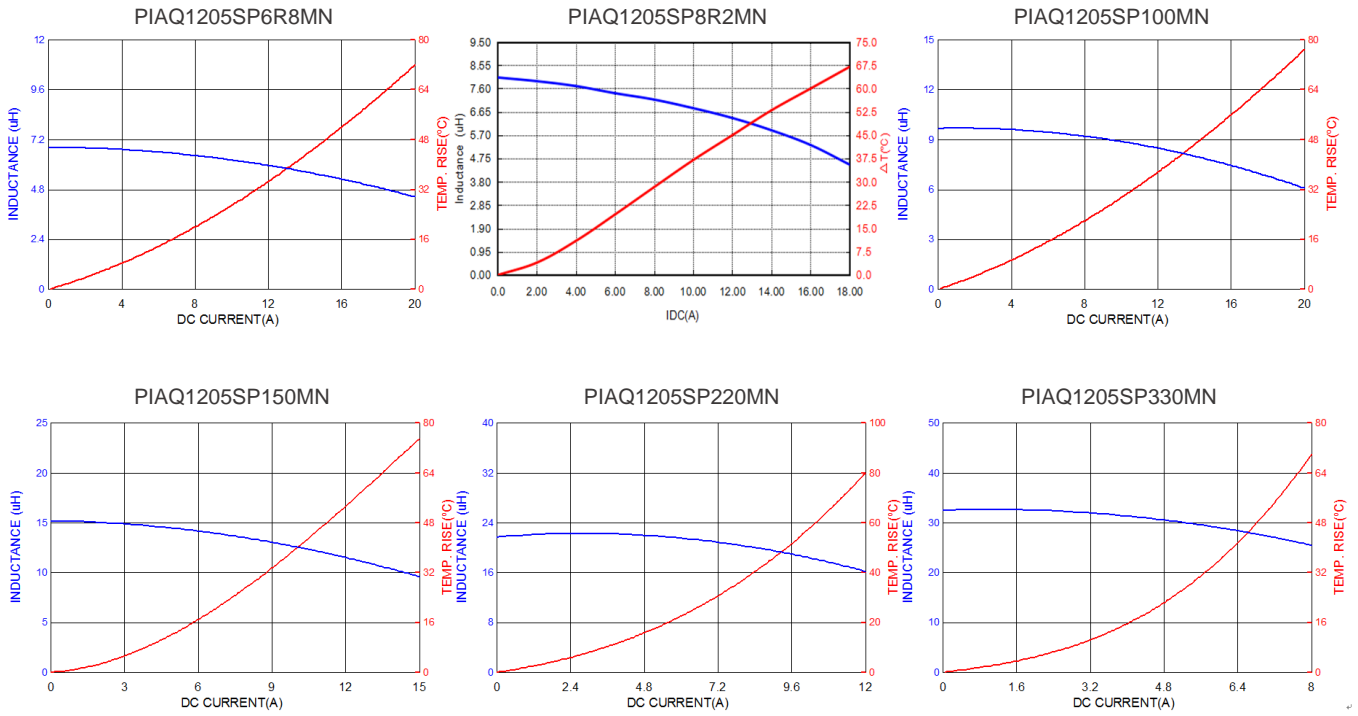 PIAQ1205SP6R8MN
12
9.6
7.2
4.8
2.4
0
INDUCTANCE (uH)
80
64
48
32
16
0
TEMP. RISE(°C)
0 4 8 12 16 20
DC CURRENT(A)
PIAQ1205SP8R2MN
9.50
8.55
7.60
6.65
5.70
4.75
3.80
2.85
1.90
0.95
0.00
Inductance (uH)
75.0
67.5
60.0
52.5
45.0
37.5
30.0
22.5
15.0
7.5
0.0
△T(°C)
0.0 2.00 4.00 6.00 8.00 10.00 12.00 14.00 16.00 18.00
IDC(A)
PIAQ1205SP100MN
15
12
9
6
3
0
INDUCTANCE (uH)
80
64
48
32
16
0
TEMP. RISE(°C)
0 4 8 12 16 20
DC CURRENT(A)
PIAQ1205SP150MN
25
20
15
10
5
0
INDUCTANCE (uH)
80
64
48
32
16
0
TEMP. RISE(°C)
0 3 6 9 12 15
DC CURRENT(A)
PIAQ1205SP220MN
40
32
24
16
8
0
INDUCTANCE (uH)
100
80
60
40
20
0
TEMP. RISE(°C)
0 2.4 4.8 7.2 9.6 12
DC CURRENT(A)
PIAQ1205SP330MN
50
40
30
20
10
0
INDUCTANCE (uH)
80
64
48
32
16
0
TEMP. RISE(°C)
0 1.6 3.2 4.8 6.4 8
DC CURRENT(A)